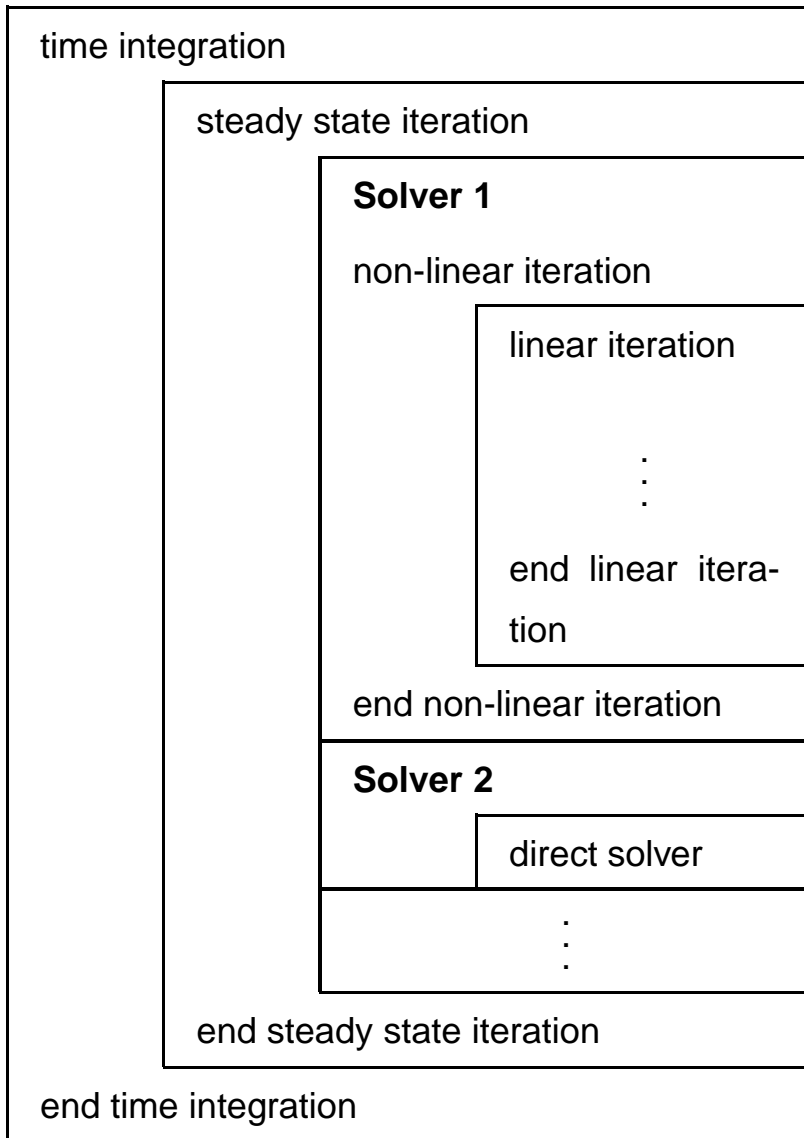 time integration
steady state iteration
Solver 1
non-linear iteration
linear iteration
.
.
.
end linear itera-
tion
end non-linear iteration
Solver 2
direct solver
.
.
.
end steady state iteration
end time integration